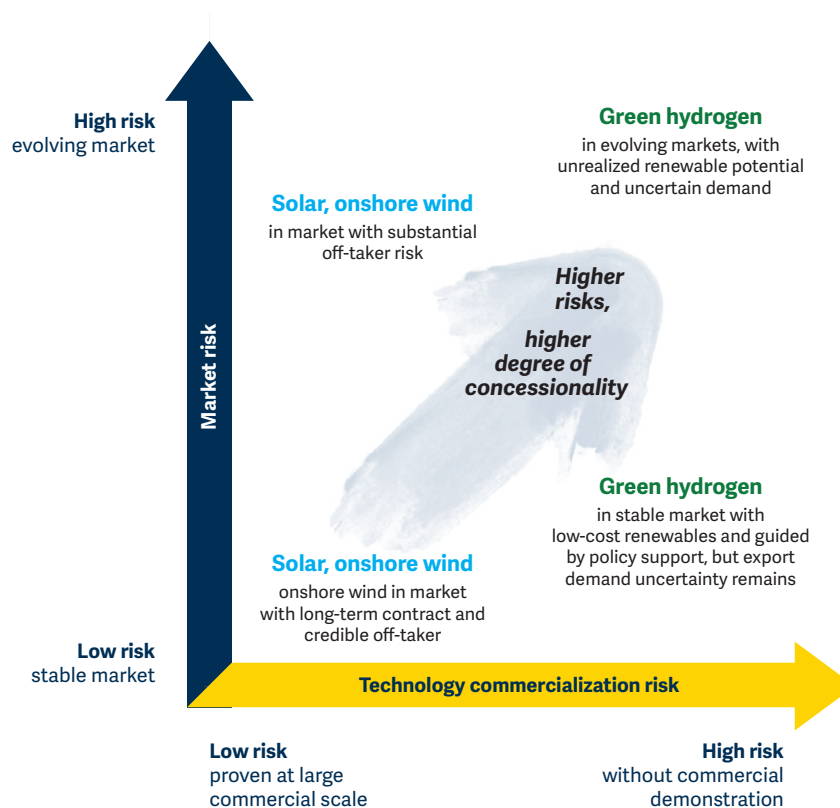 High risk
evolving market
Green hydrogen
in evolving markets, with
unrealized renewable potential
and uncertain demand
Solar, onshore wind
in market with substantial
off-taker risk
Higher
risks,
higher
degree of
concessionality
Market risk
Green hydrogen
in stable market with
low-cost renewables and guided
by policy support, but export
demand uncertainty remains
Solar, onshore wind
onshore wind in market
with long-term contract and
credible off-taker
Low risk
stable market
Technology commercialization risk
Low risk
proven at large
commercial scale
High risk
without commercial
demonstration